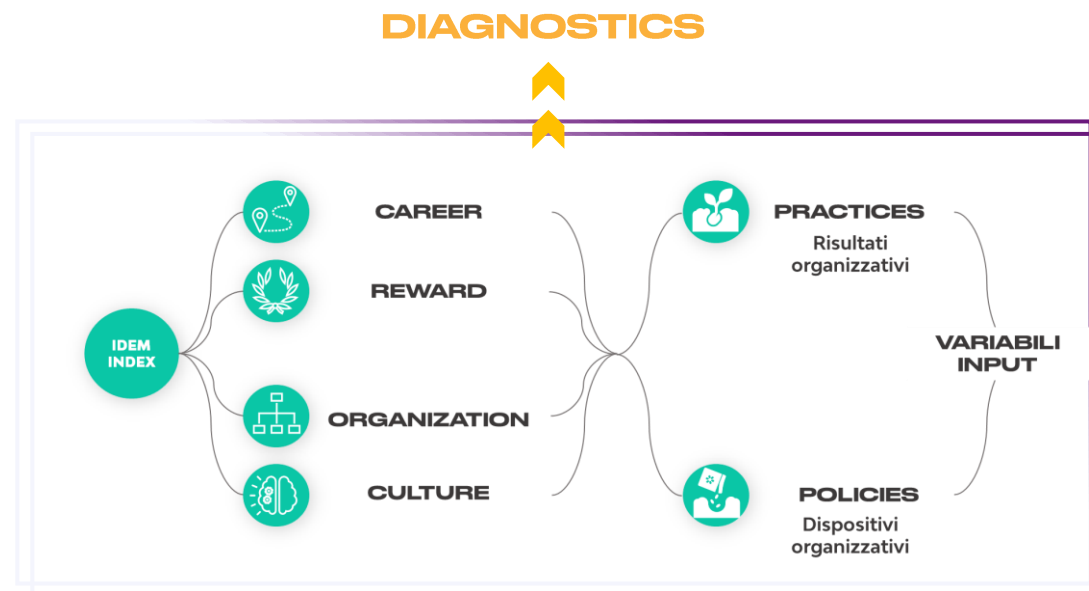 DIAGNOSTICS
IDEM
INDEX
CAREER
REWARD
ORGANIZATION
CULTURE
PRACTICES
Risultati
organizzativi
POLICIES
Dispositivi
organizzativi
VARIABILI
INPUT